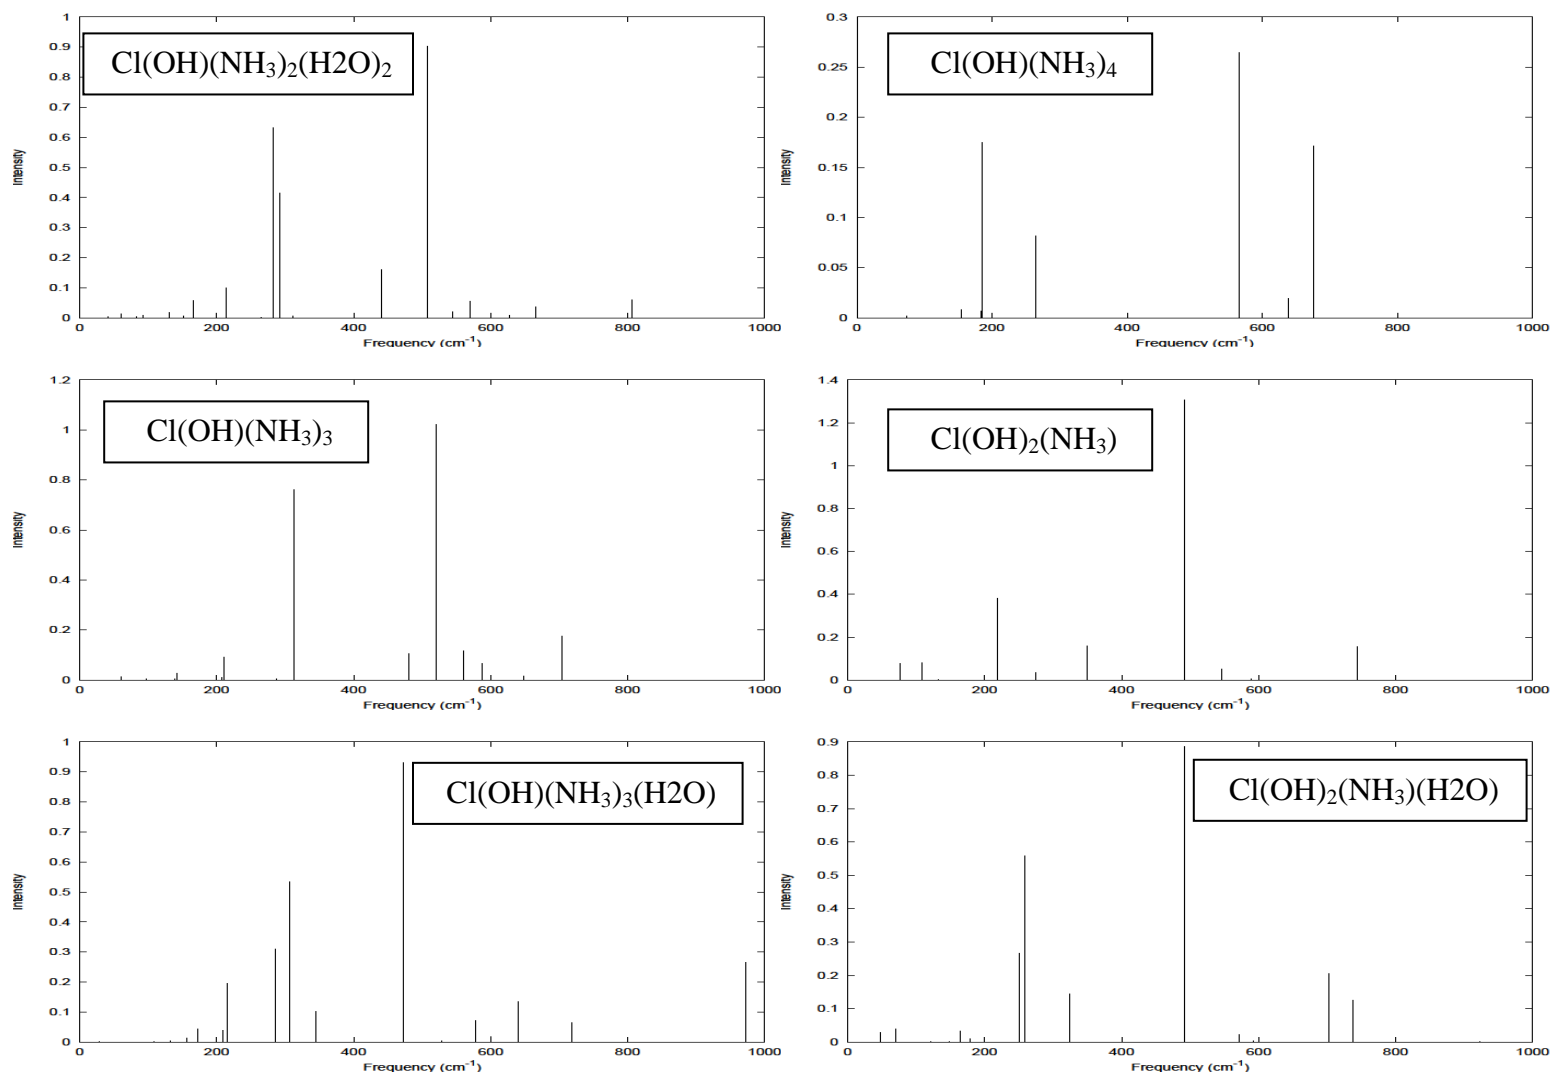 1
0.9
0.8
0.7
0.6
0.5
0.4
0.3
0.2
0.1
0
Intensity
Cl(OH)(NH₃)₂(H2O)₂
0 200 400 600 800 1000
Frequency (cm⁻¹)
0.3
0.25
0.2
0.15
0.1
0.05
0
Intensity
Cl(OH)(NH₃)₄
0 200 400 600 800 1000
Frequency (cm⁻¹)
1.2
1
0.8
0.6
0.4
0.2
0
Intensity
Cl(OH)(NH₃)₃
0 200 400 600 800 1000
Frequency (cm⁻¹)
1.4
1.2
1
0.8
0.6
0.4
0.2
0
Intensity
Cl(OH)₂(NH₃)
0 200 400 600 800 1000
Frequency (cm⁻¹)
1
0.9
0.8
0.7
0.6
0.5
0.4
0.3
0.2
0.1
0
Intensity
Cl(OH)(NH₃)₃(H2O)
0 200 400 600 800 1000
Frequency (cm⁻¹)
0.9
0.8
0.7
0.6
0.5
0.4
0.3
0.2
0.1
0
Intensity
Cl(OH)₂(NH₃)(H2O)
0 200 400 600 800 1000
Frequency (cm⁻¹)